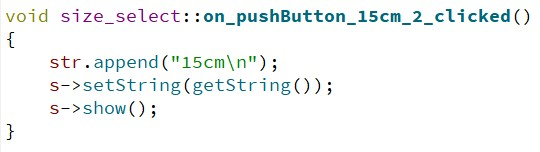 void size_select::on_pushButton_15cm_2_clicked()
{
    str.append("15cm\n");
    s->setString(getString());
    s->show();
}